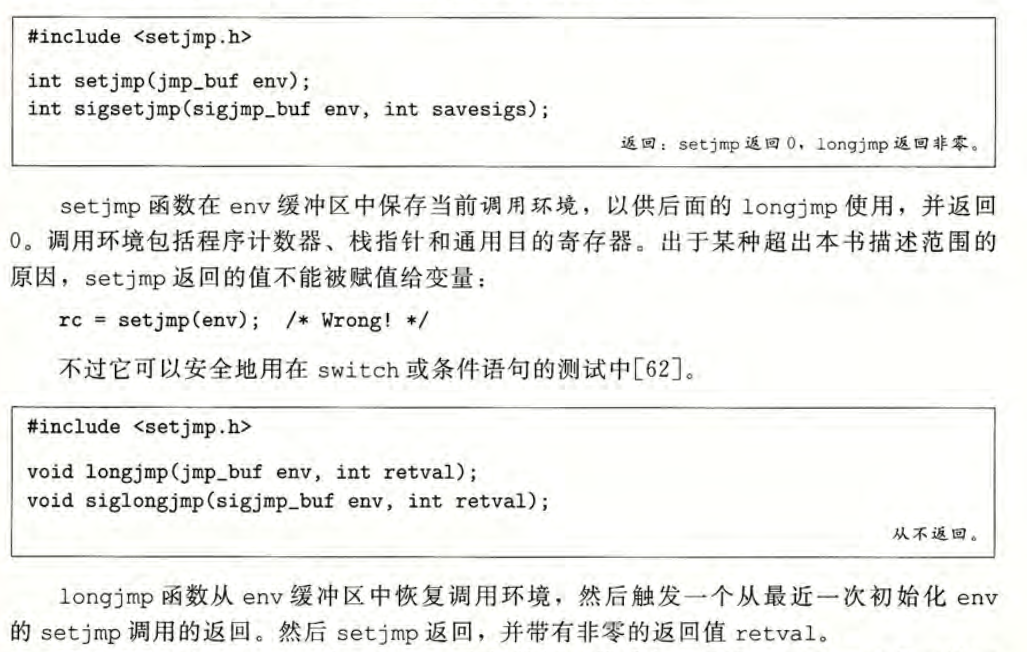 #include <setjmp.h>
int setjmp(jmp_buf env);
int sigsetjmp(sigjmp_buf env, int savesigs);
返回：setjmp 返回 0，longjmp 返回非零。
setjmp 函数在 env 缓冲区中保存当前调用环境，以供后面的 longjmp 使用，并返回
0。调用环境包括程序计数器、栈指针和通用目的寄存器。出于某种超出本书描述范围的
原因，setjmp 返回的值不能被赋值给变量：
rc = setjmp(env);  /* Wrong! */
不过它可以安全地用在 switch 或条件语句的测试中[62]。
#include <setjmp.h>
void longjmp(jmp_buf env, int retval);
void siglongjmp(sigjmp_buf env, int retval);
从不返回。
longjmp 函数从 env 缓冲区中恢复调用环境，然后触发一个从最近一次初始化 env
的 setjmp 调用的返回。然后 setjmp 返回，并带有非零的返回值 retval。